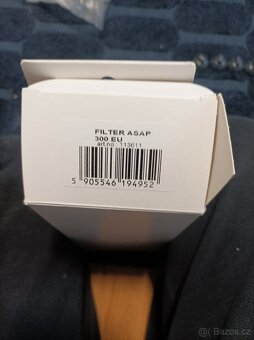 FILTER ASAP
300 EU
art.no.: 113611
5 905546 194952
Bazos.cz